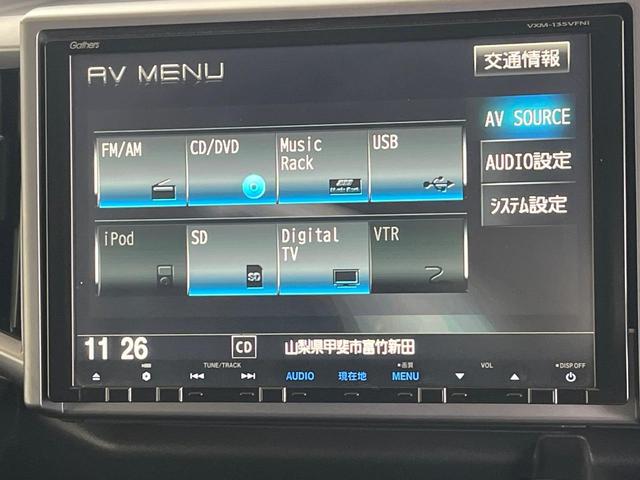 Gathers
VXM-135VFNi
AV MENU
交通情報
AV SOURCE
FM/AM
CD/DVD
Music Rack
USB
AUDIO設定
iPod
SD
Digital TV
VTR
システム設定
SD
11 26
CD
山梨県甲斐市富竹新田
TUNE/TRACK
AUDIO
現在地
画質
MENU
VOL
DISP OFF